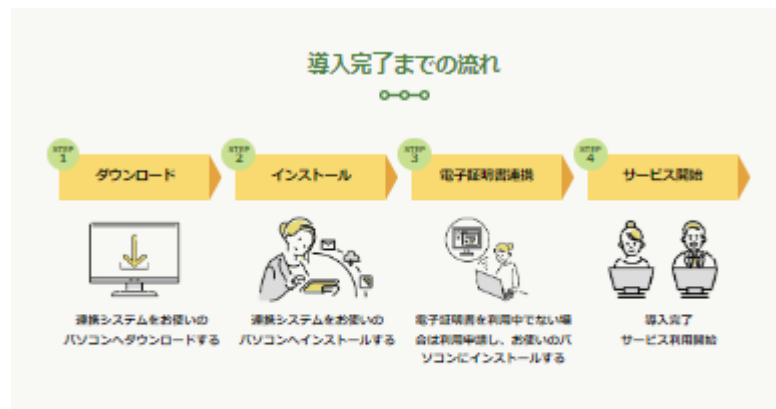 導入完了までの流れ
STEP
1
ダウンロード
STEP
2
インストール
STEP
3
電子証明書連携
STEP
4
サービス開始
連携システムをお使いの
パソコンへダウンロードする
連携システムをお使いの
パソコンへインストールする
電子証明書を利用中でない場
合は利用申請し、お使いのパ
ソコンにインストールする
導入完了
サービス利用開始